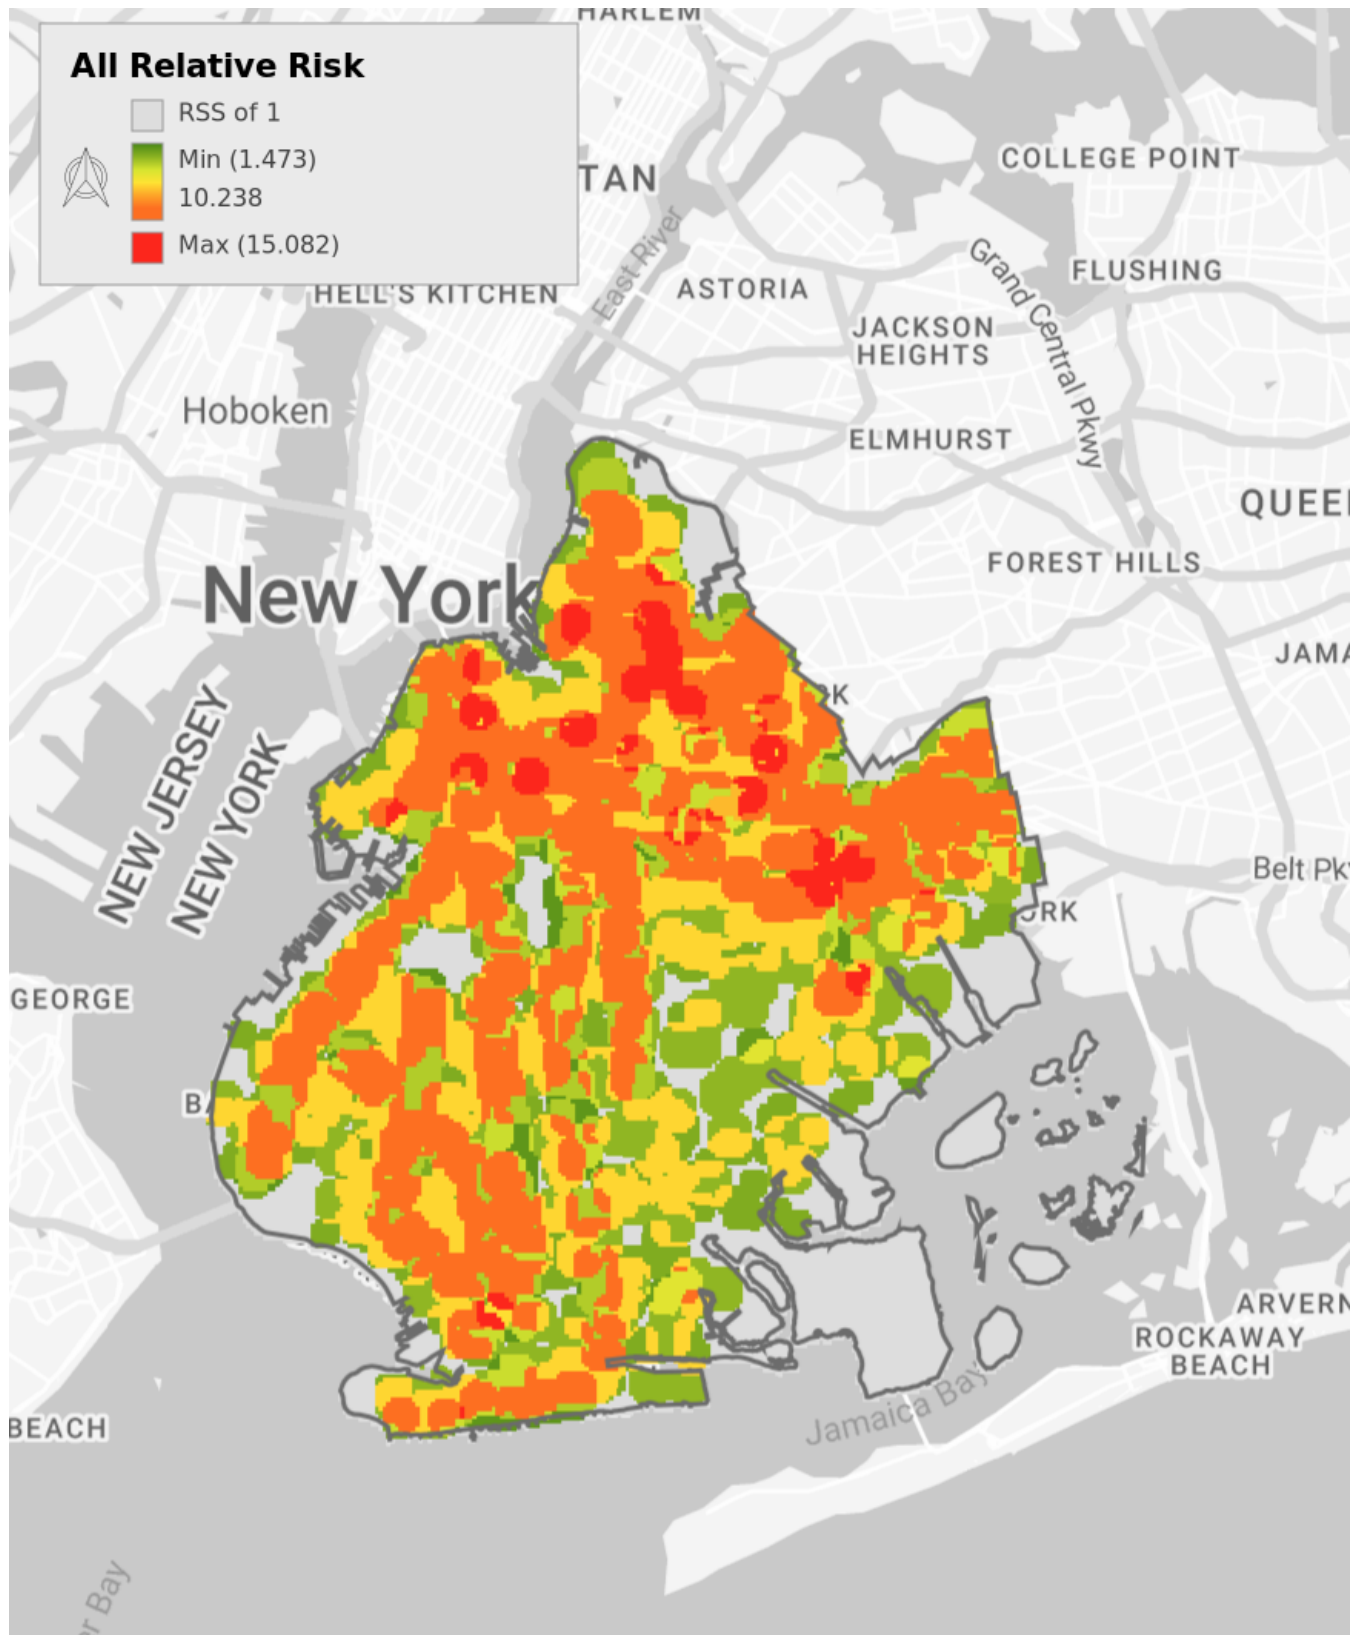 HARLEM
All Relative Risk
RSS of 1
Min (1.473)
10.238
Max (15.082)
TAN
COLLEGE POINT
East River
Grand Central Pkwy
FLUSHING
HELL'S KITCHEN
ASTORIA
JACKSON
HEIGHTS
Hoboken
ELMHURST
QUEE
FOREST HILLS
New York
JAMA
RK
NEW JERSEY
NEW YORK
Belt Pk
ORK
GEORGE
BA
ARVERN
ROCKAWAY
BEACH
Jamaica Bay
BEACH
er Bay